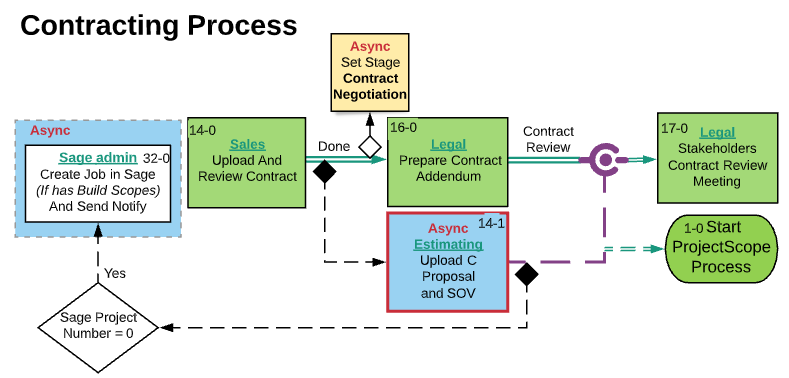 Contracting Process
Async
Set Stage
Contract
Negotiation
Async
Sage admin 32-0
Create Job in Sage
(If has Build Scopes)
And Send Notify
14-0
Sales
Upload And
Review Contract
Done
16-0
Legal
Prepare Contract
Addendum
Contract
Review
17-0
Legal
Stakeholders
Contract Review
Meeting
14-1
Async
Estimating
Upload C
Proposal
and SOV
1-0 Start
ProjectScope
Process
Yes
Sage Project
Number = 0